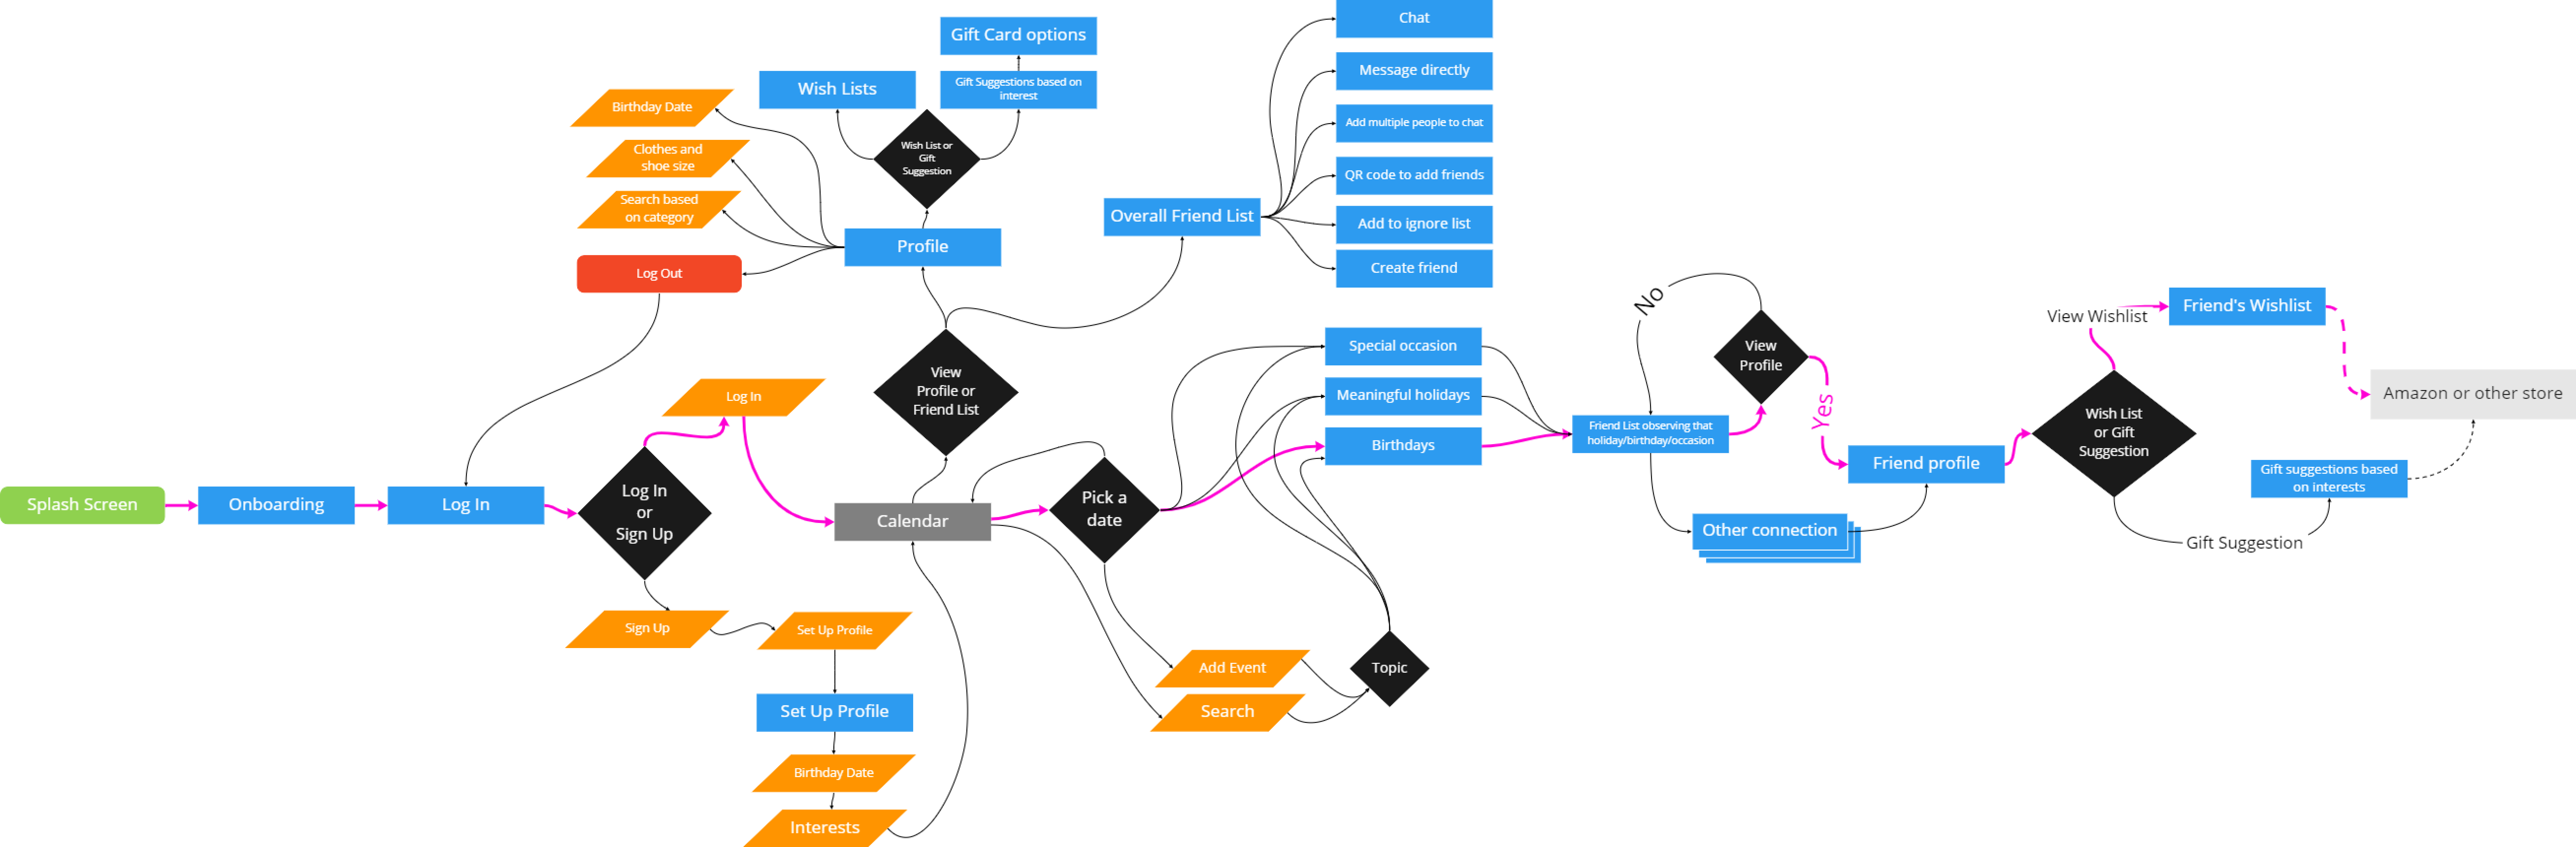 Splash Screen
Onboarding
Log In
Log In
or
Sign Up
Log In
Sign Up
Set Up Profile
Set Up Profile
Birthday Date
Interests
Calendar
View
Profile or
Friend List
Profile
Birthday Date
Clothes and
shoe size
Search based
on category
Log Out
Wish List or
Gift
Suggestion
Wish Lists
Gift Suggestions based on
interest
Gift Card options
Overall Friend List
Chat
Message directly
Add multiple people to chat
QR code to add friends
Add to ignore list
Create friend
Pick a
date
Add Event
Search
Topic
Special occasion
Meaningful holidays
Birthdays
Friend List observing that
holiday/birthday/occasion
No
View
Profile
Yes
Other connection
Friend profile
Wish List
or Gift
Suggestion
View Wishlist
Friend's Wishlist
Gift Suggestion
Gift suggestions based
on interests
Amazon or other store